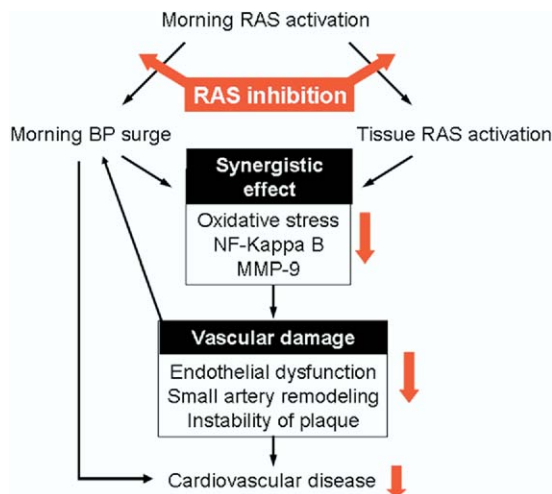 Morning RAS activation
RAS inhibition
Morning BP surge
Tissue RAS activation
Synergistic
effect
Oxidative stress
NF-Kappa B
MMP-9
Vascular damage
Endothelial dysfunction
Small artery remodeling
Instability of plaque
Cardiovascular disease